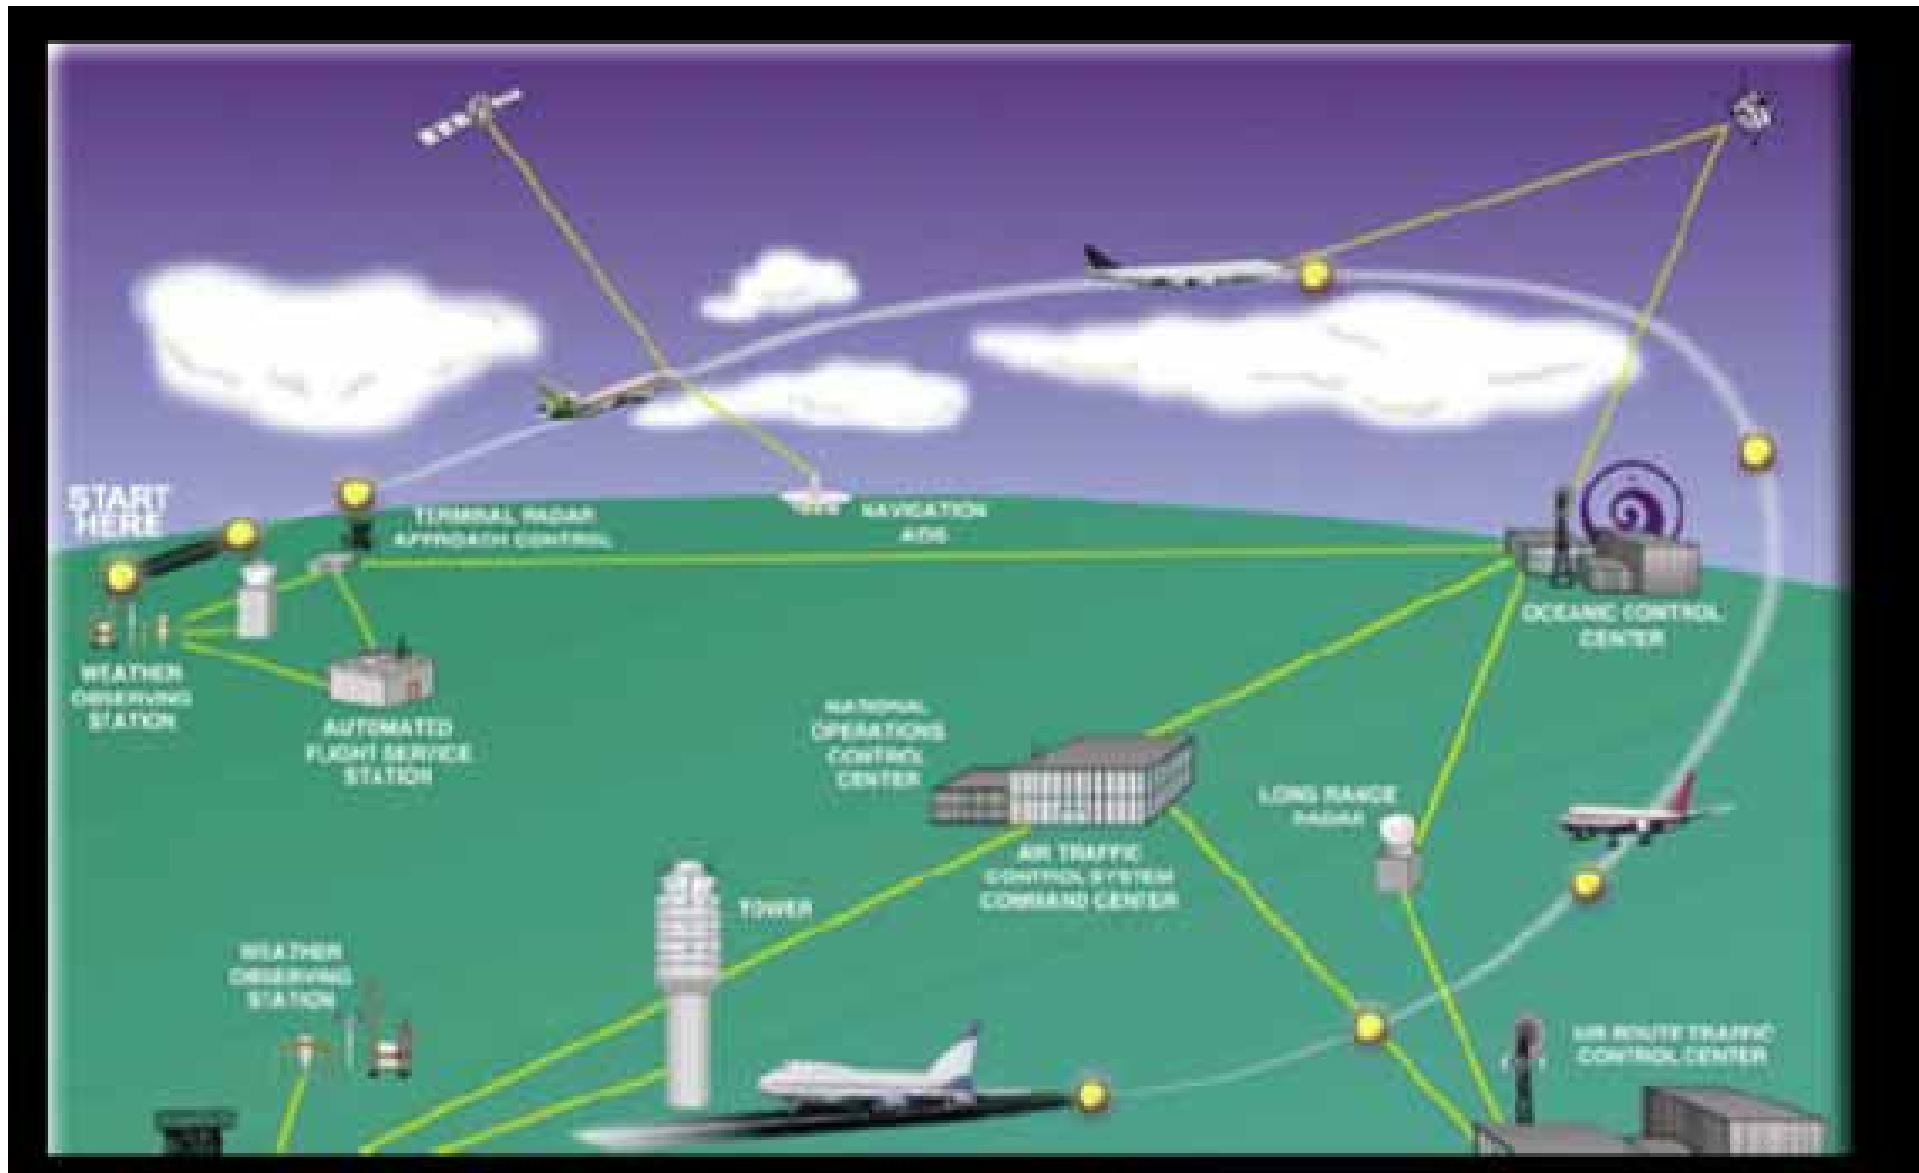 START
HERE
TERMINAL RADAR
APPROACH CONTROL
NAVIGATION
AIDS
OCEANIC CONTROL
CENTER
WEATHER
OBSERVING
STATION
AUTOMATED
FLIGHT SERVICE
STATION
NATIONAL
OPERATIONS
CONTROL
CENTER
LONG RANGE
RADAR
AIR TRAFFIC
CONTROL SYSTEM
COMMAND CENTER
TOWER
WEATHER
OBSERVING
STATION
AIR ROUTE TRAFFIC
CONTROL CENTER